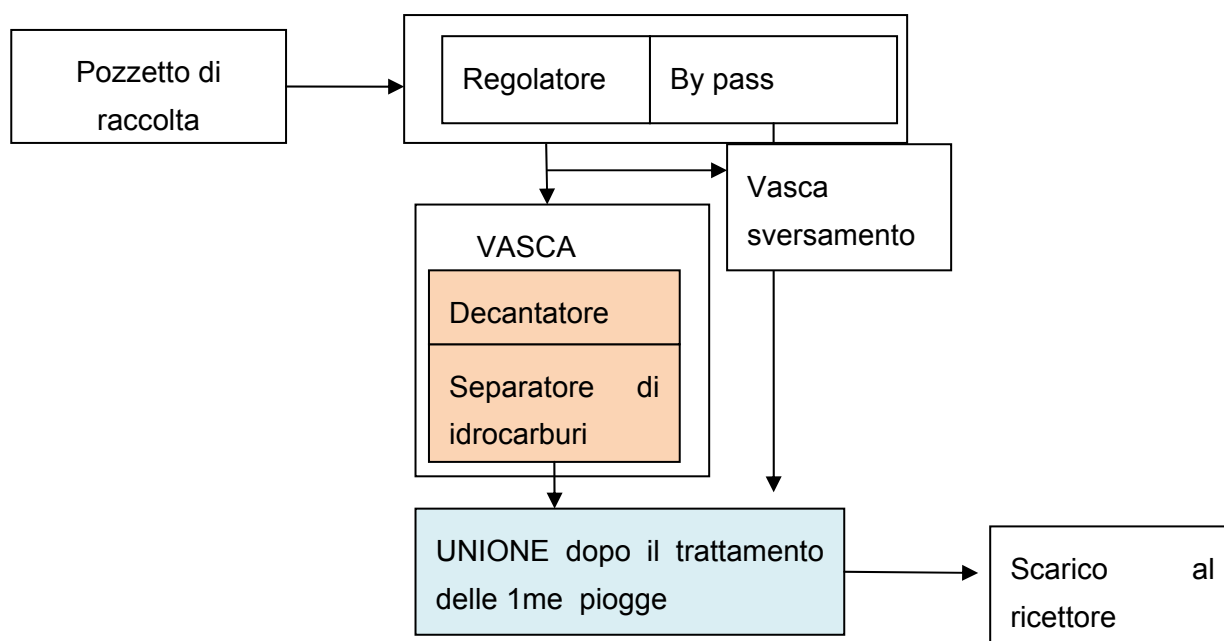 Pozzetto di
raccolta
Regolatore
By pass
Vasca
sversamento
VASCA
Decantatore
Separatore di
idrocarburi
UNIONE dopo il trattamento
delle 1me piogge
Scarico al
ricettore